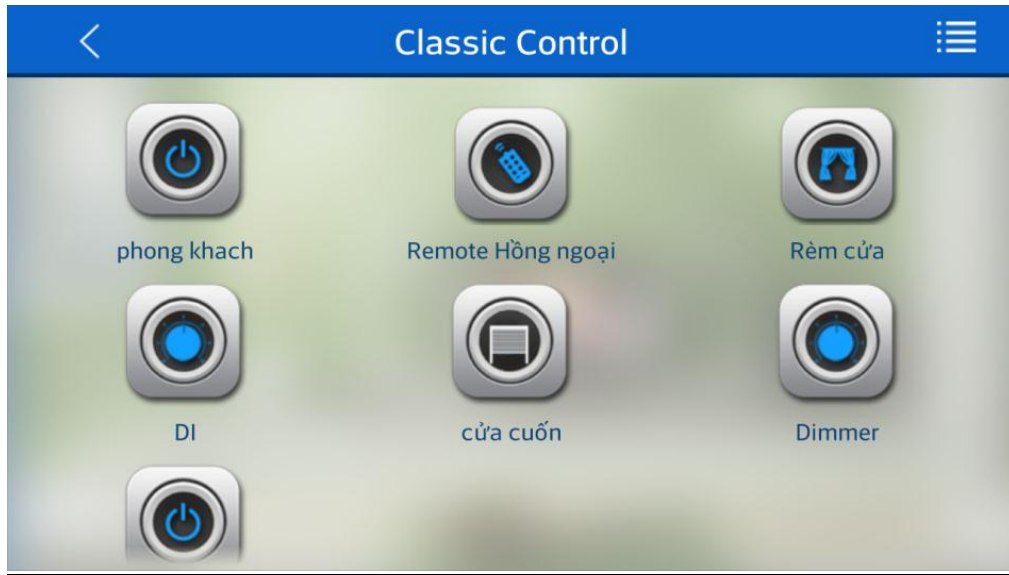 Classic Control
phong khach
Remote Hồng ngoại
Rèm cửa
DI
cửa cuốn
Dimmer